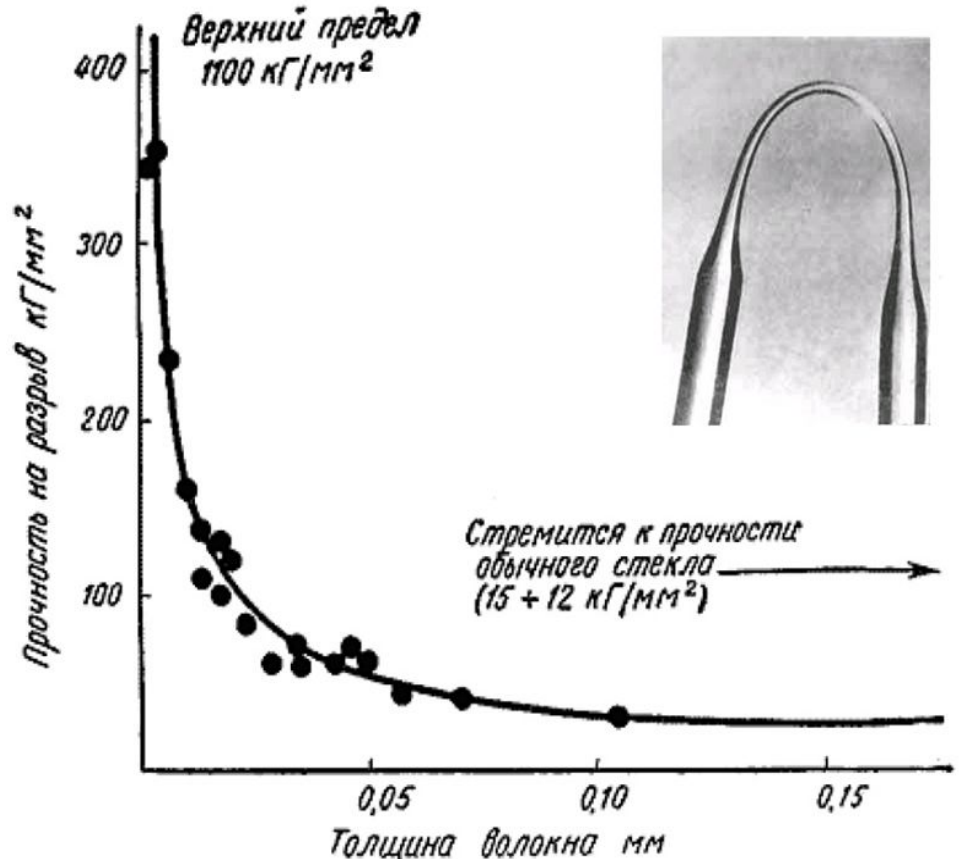 Верхний предел
1100 кГ/мм²
400
300
200
100
Прочность на разрыв кГ/мм²
Стремится к прочности
обычного стекла
(15 ÷ 12 кГ/мм²)
0,05
0,10
0,15
Толщина волокна мм